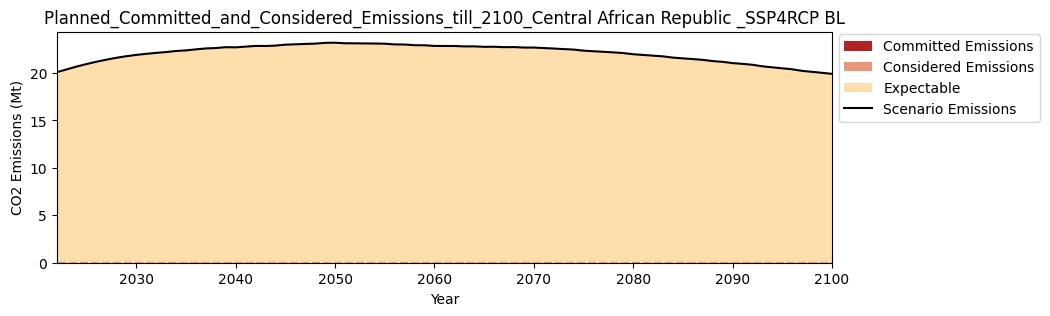 Planned_Committed_and_Considered_Emissions_till_2100_Central African Republic _SSP4RCP BL
Committed Emissions
Considered Emissions
Expectable
Scenario Emissions
CO2 Emissions (Mt)
20
15
10
5
0
2030 2040 2050 2060 2070 2080 2090 2100
Year